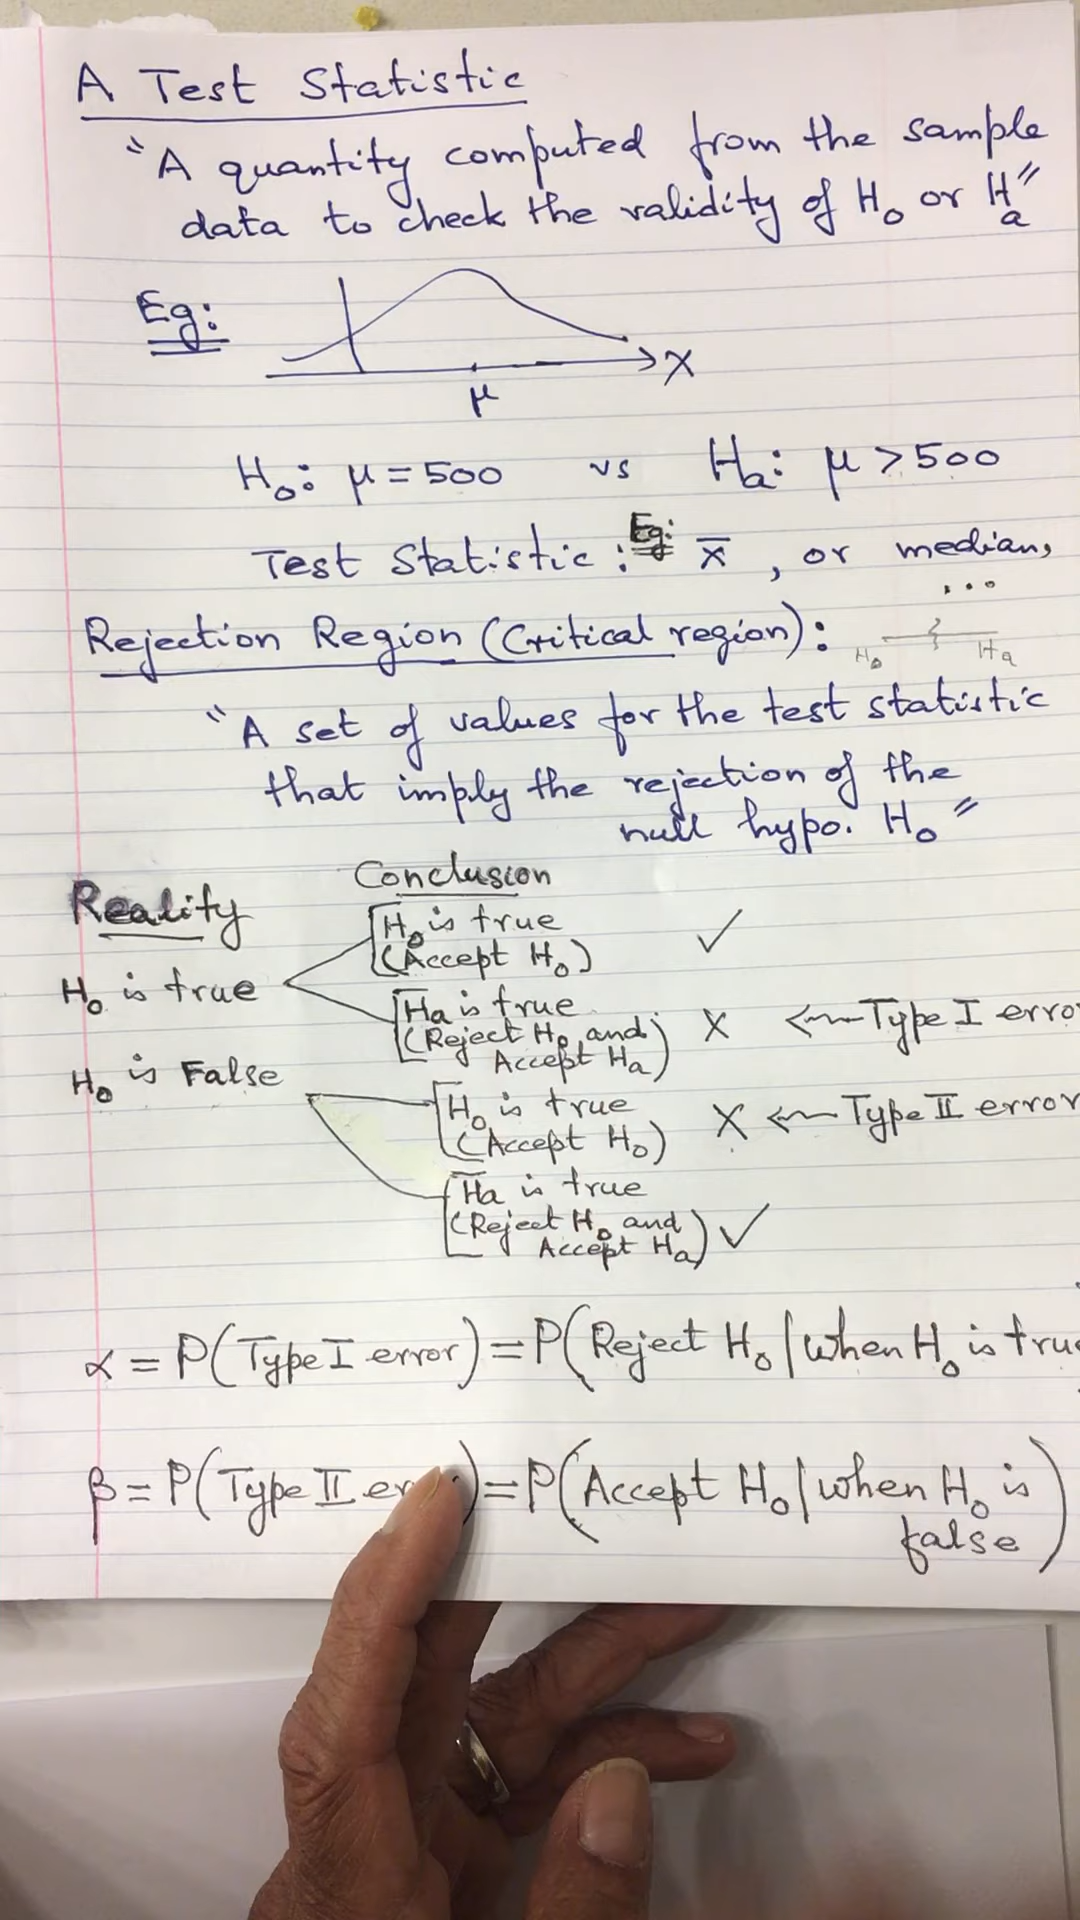 A Test Statistic
"A quantity computed from the sample
data to check the validity of H₀ or Hₐ"
Eg:
X
μ
H₀: μ = 500 vs Hₐ: μ > 500
Test Statistic: Eg: x̄, or median,
...
Rejection Region (Critical region):
H₀ Hₐ
"A set of values for the test statistic
that imply the rejection of the
null hypo. H₀"
Conclusion
Reality
H₀ is true
(Accept H₀) ✓
H₀ is true
Ha is true
(Reject H₀ and
Accept Ha) X ← Type I erro
H₀ is False
H₀ is true
(Accept H₀) X ← Type II error
Ha is true
(Reject H₀ and
Accept Ha) ✓
α = P(Type I error) = P(Reject H₀ | when H₀ is tru
β = P(Type II er ) = P(Accept H₀ | when H₀ is
false)